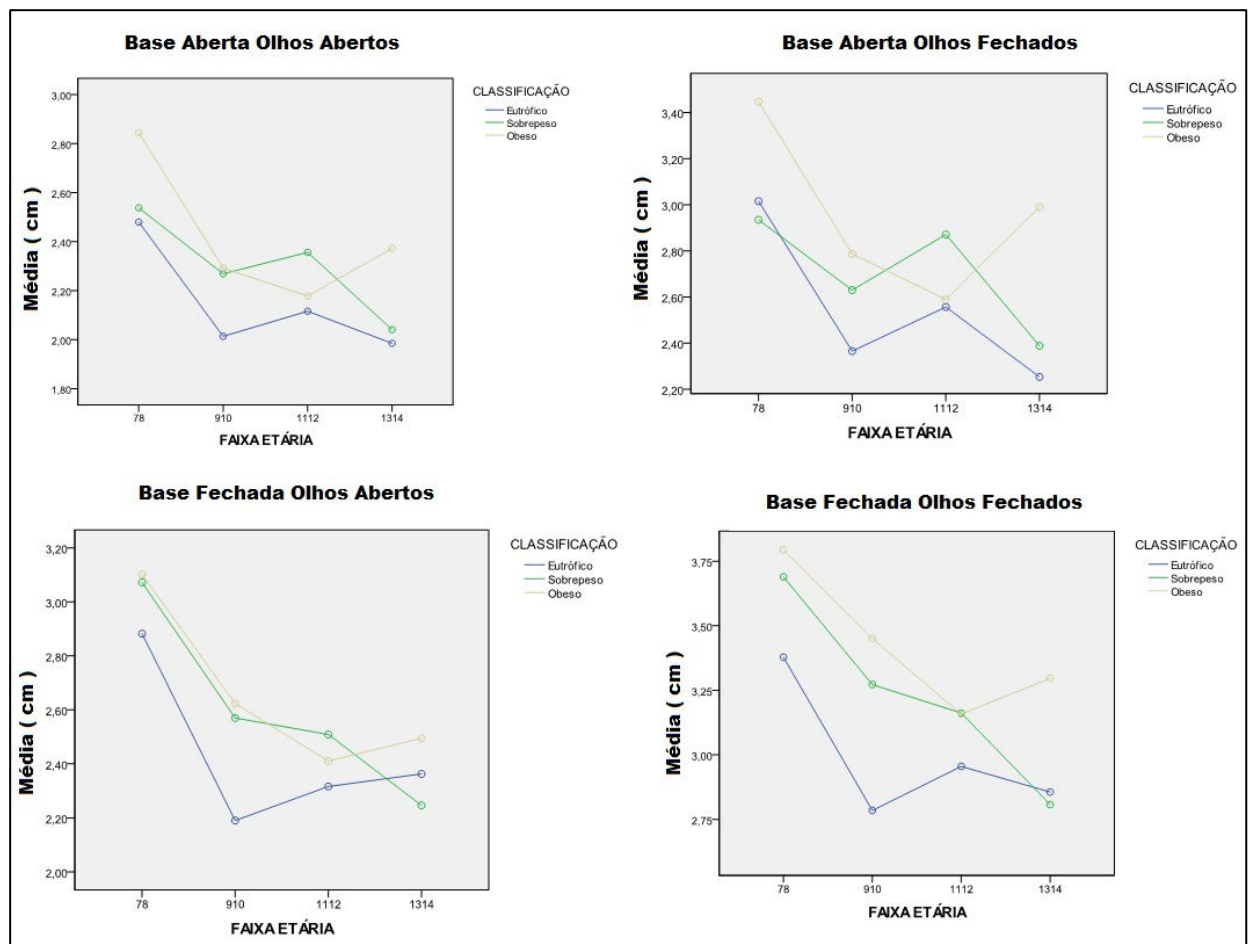 Base Aberta Olhos Abertos
CLASSIFICAÇÃO
Eutrófico
Sobrepeso
Obeso
Média ( cm )
3,00
2,80
2,60
2,40
2,20
2,00
1,80
78 910 1112 1314
FAIXA ETÁRIA
Base Aberta Olhos Fechados
CLASSIFICAÇÃO
Eutrófico
Sobrepeso
Obeso
Média ( cm )
3,40
3,20
3,00
2,80
2,60
2,40
2,20
78 910 1112 1314
FAIXA ETÁRIA
Base Fechada Olhos Abertos
CLASSIFICAÇÃO
Eutrófico
Sobrepeso
Obeso
Média ( cm )
3,20
3,00
2,80
2,60
2,40
2,20
2,00
78 910 1112 1314
FAIXA ETÁRIA
Base Fechada Olhos Fechados
CLASSIFICAÇÃO
Eutrófico
Sobrepeso
Obeso
Média ( cm )
3,75
3,50
3,25
3,00
2,75
78 910 1112 1314
FAIXA ETÁRIA